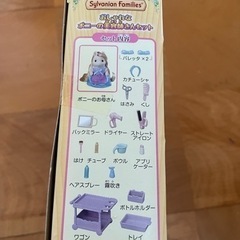 Sylvanian Families
おしゃれな
ポニーの美容師さんセット
セット内容
バレッタ×2
カチューシャ
はさみ くし
ポニーのお母さん
バックミラー ドライヤー ストレートアイロン
はけ チューブ ボウル アプリケーター
ヘアスプレー 霧吹き
ボトルホルダー
ワゴン トレイ